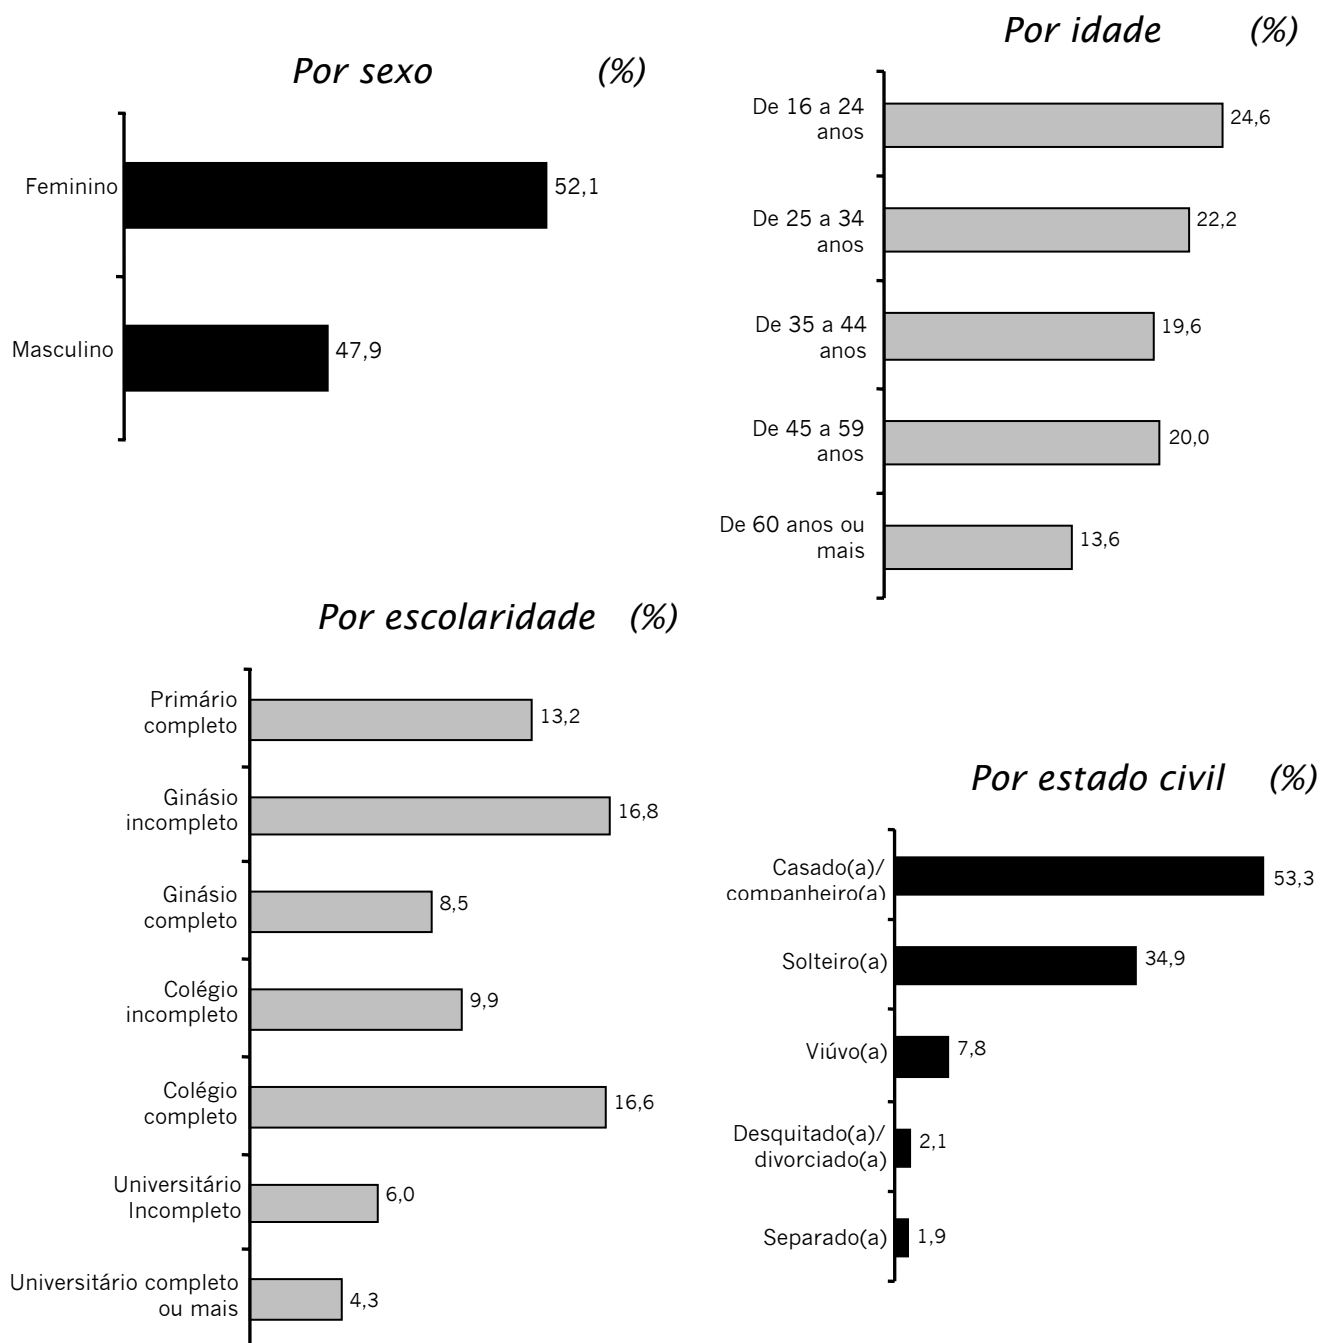 Por sexo (%)
Feminino
52,1
Masculino
47,9
Por idade (%)
De 16 a 24
anos
24,6
De 25 a 34
anos
22,2
De 35 a 44
anos
19,6
De 45 a 59
anos
20,0
De 60 anos ou
mais
13,6
Por escolaridade (%)
Primário
completo
13,2
Ginásio
incompleto
16,8
Ginásio
completo
8,5
Colégio
incompleto
9,9
Colégio
completo
16,6
Universitário
Incompleto
6,0
Universitário completo
ou mais
4,3
Por estado civil (%)
Casado(a)/
companheiro(a)
53,3
Solteiro(a)
34,9
Viúvo(a)
7,8
Desquitado(a)/
divorciado(a)
2,1
Separado(a)
1,9